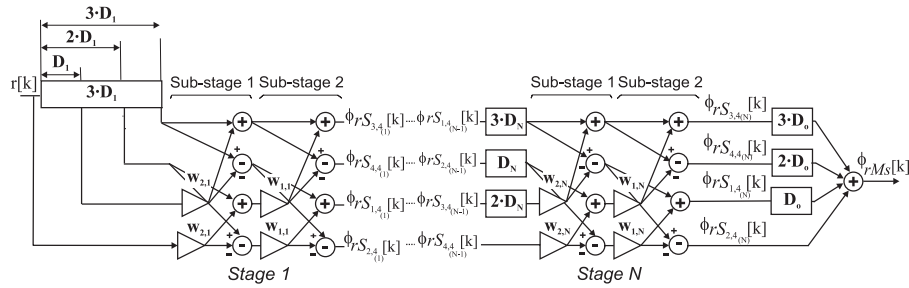 3·D₁
2·D₁
D₁
r[k]
3·D₁
Sub-stage 1 Sub-stage 2
Sub-stage 1 Sub-stage 2
+ + ϕrS₃,₄₍₁₎[k] ... ϕrS₁,₄₍N-1₎[k] 3·D_N + + ϕrS₃,₄₍N₎[k] 3·Dₒ
+ - + - ϕrS₄,₄₍₁₎[k] ... ϕrS₂,₄₍N-1₎[k] D_N + - + - ϕrS₄,₄₍N₎[k] 2·Dₒ
w₂,₁ w₁,₁ w₂,N w₁,N
+ + ϕrS₁,₄₍₁₎[k] ... ϕrS₃,₄₍N-1₎[k] 2·D_N + + ϕrS₁,₄₍N₎[k] Dₒ
+ ϕrMs[k]
w₂,₁ w₁,₁ w₂,N w₁,N
+ - + - ϕrS₂,₄₍₁₎[k] ... ϕrS₄,₄₍N-1₎[k] + - + - ϕrS₂,₄₍N₎[k]
Stage 1
Stage N